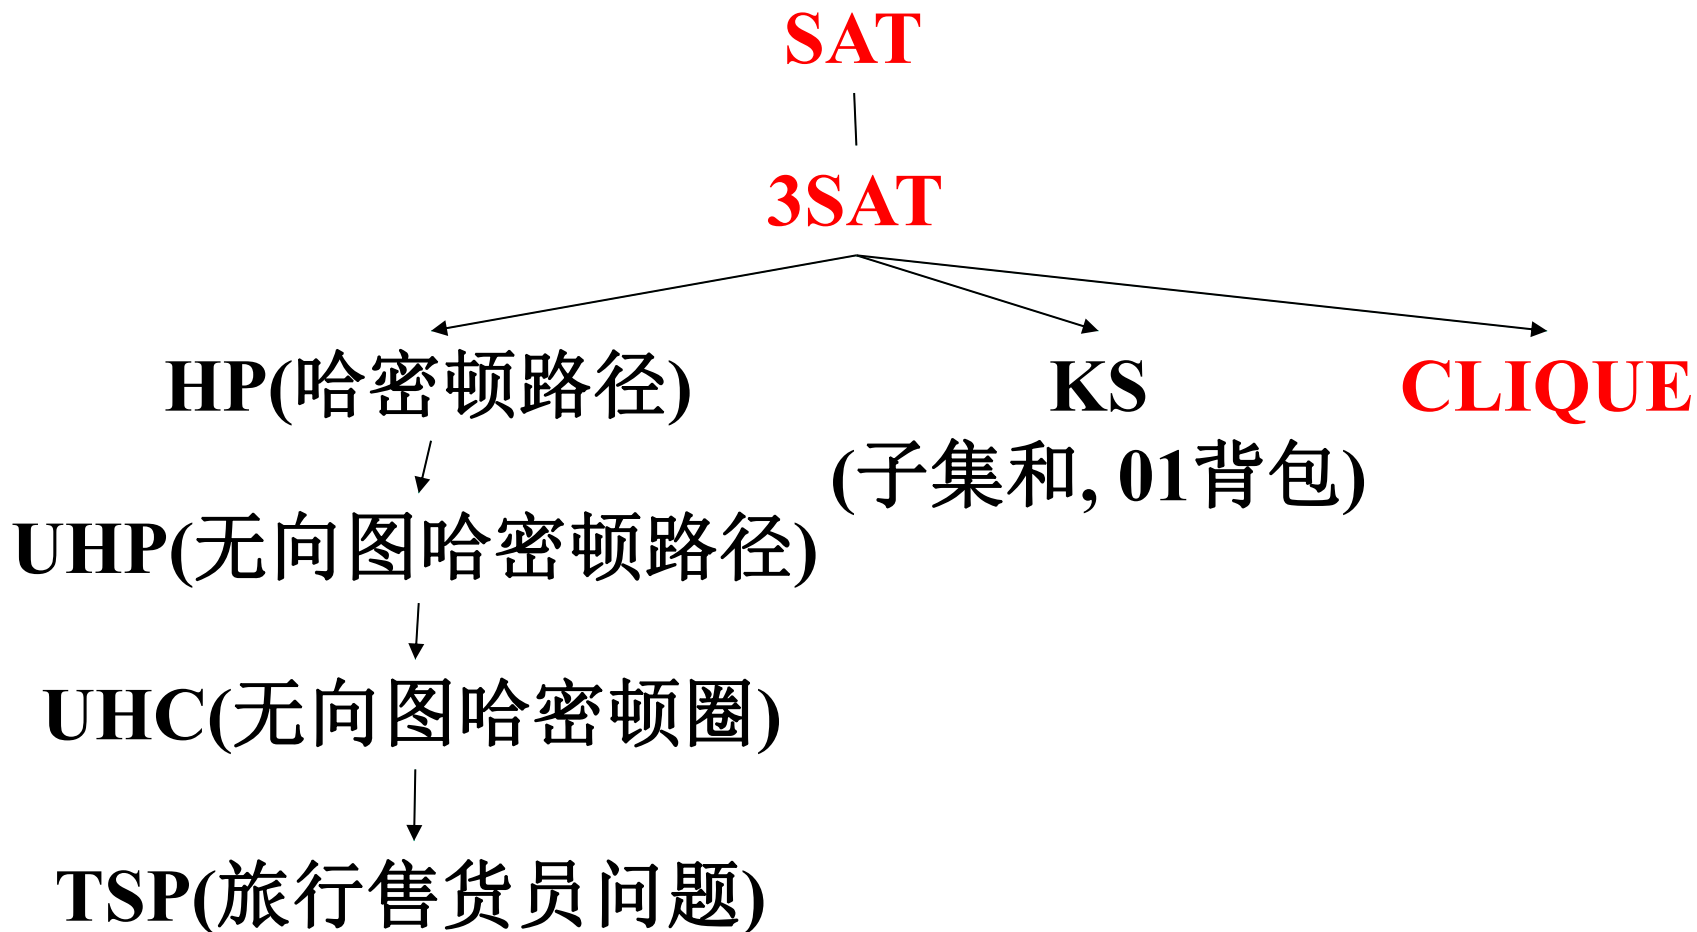 SAT
3SAT
HP(哈密顿路径)
KS
CLIQUE
(子集和, 01背包)
UHP(无向图哈密顿路径)
UHC(无向图哈密顿圈)
TSP(旅行售货员问题)